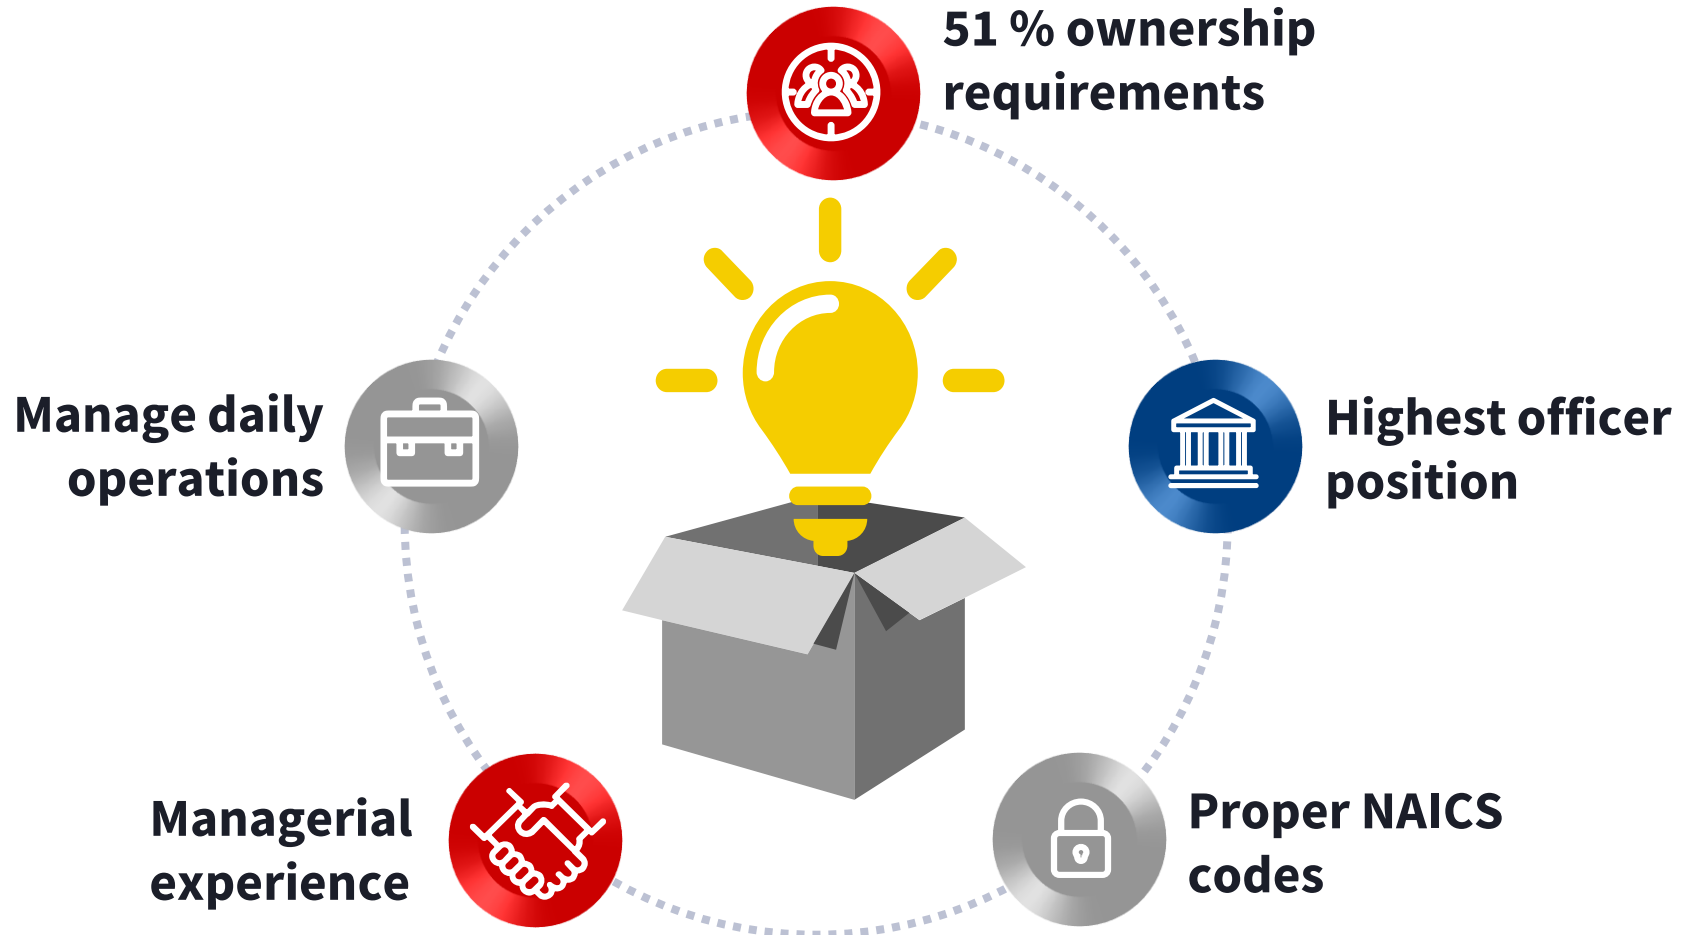 51 % ownership
requirements
Highest officer
position
Proper NAICS
codes
Managerial
experience
Manage daily
operations